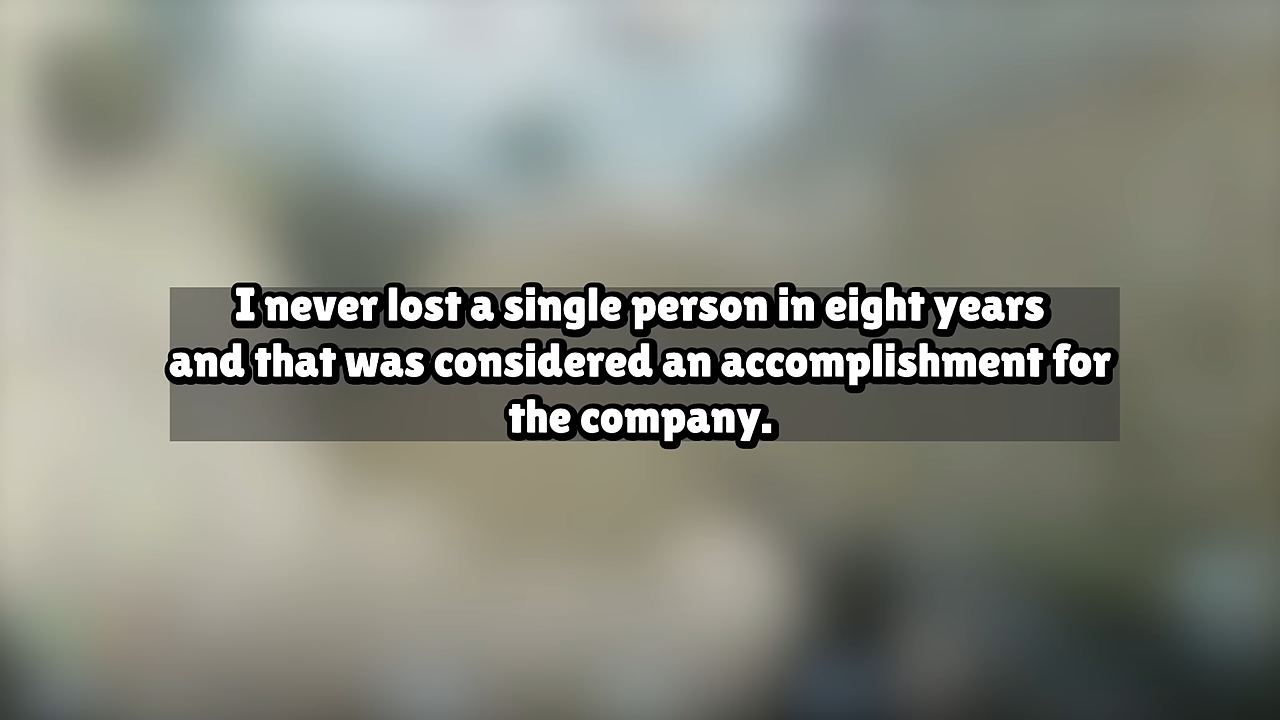 I never lost a single person in eight years
and that was considered an accomplishment for
the company.